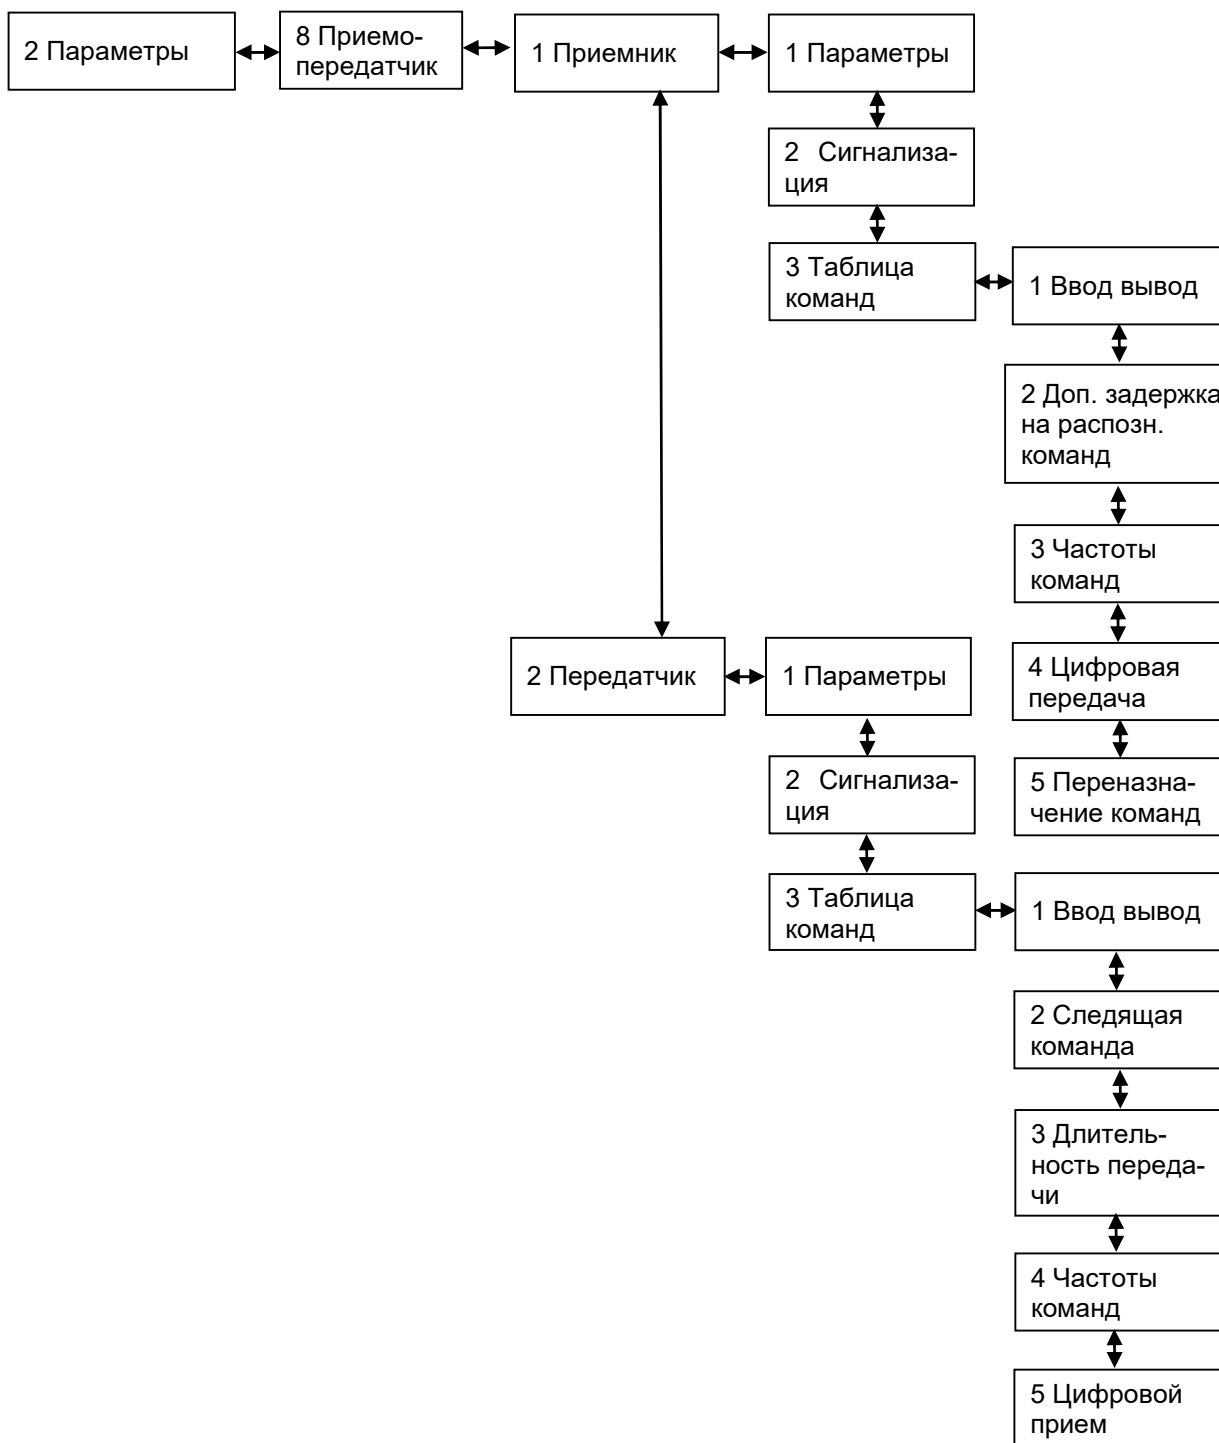 2 Параметры
8 Приемо-
передатчик
1 Приемник
1 Параметры
2 Сигнализа-
ция
3 Таблица
команд
1 Ввод вывод
2 Доп. задержка
на распозн.
команд
3 Частоты
команд
4 Цифровая
передача
5 Переназна-
чение команд
2 Передатчик
1 Параметры
2 Сигнализа-
ция
3 Таблица
команд
1 Ввод вывод
2 Следящая
команда
3 Длитель-
ность переда-
чи
4 Частоты
команд
5 Цифровой
прием